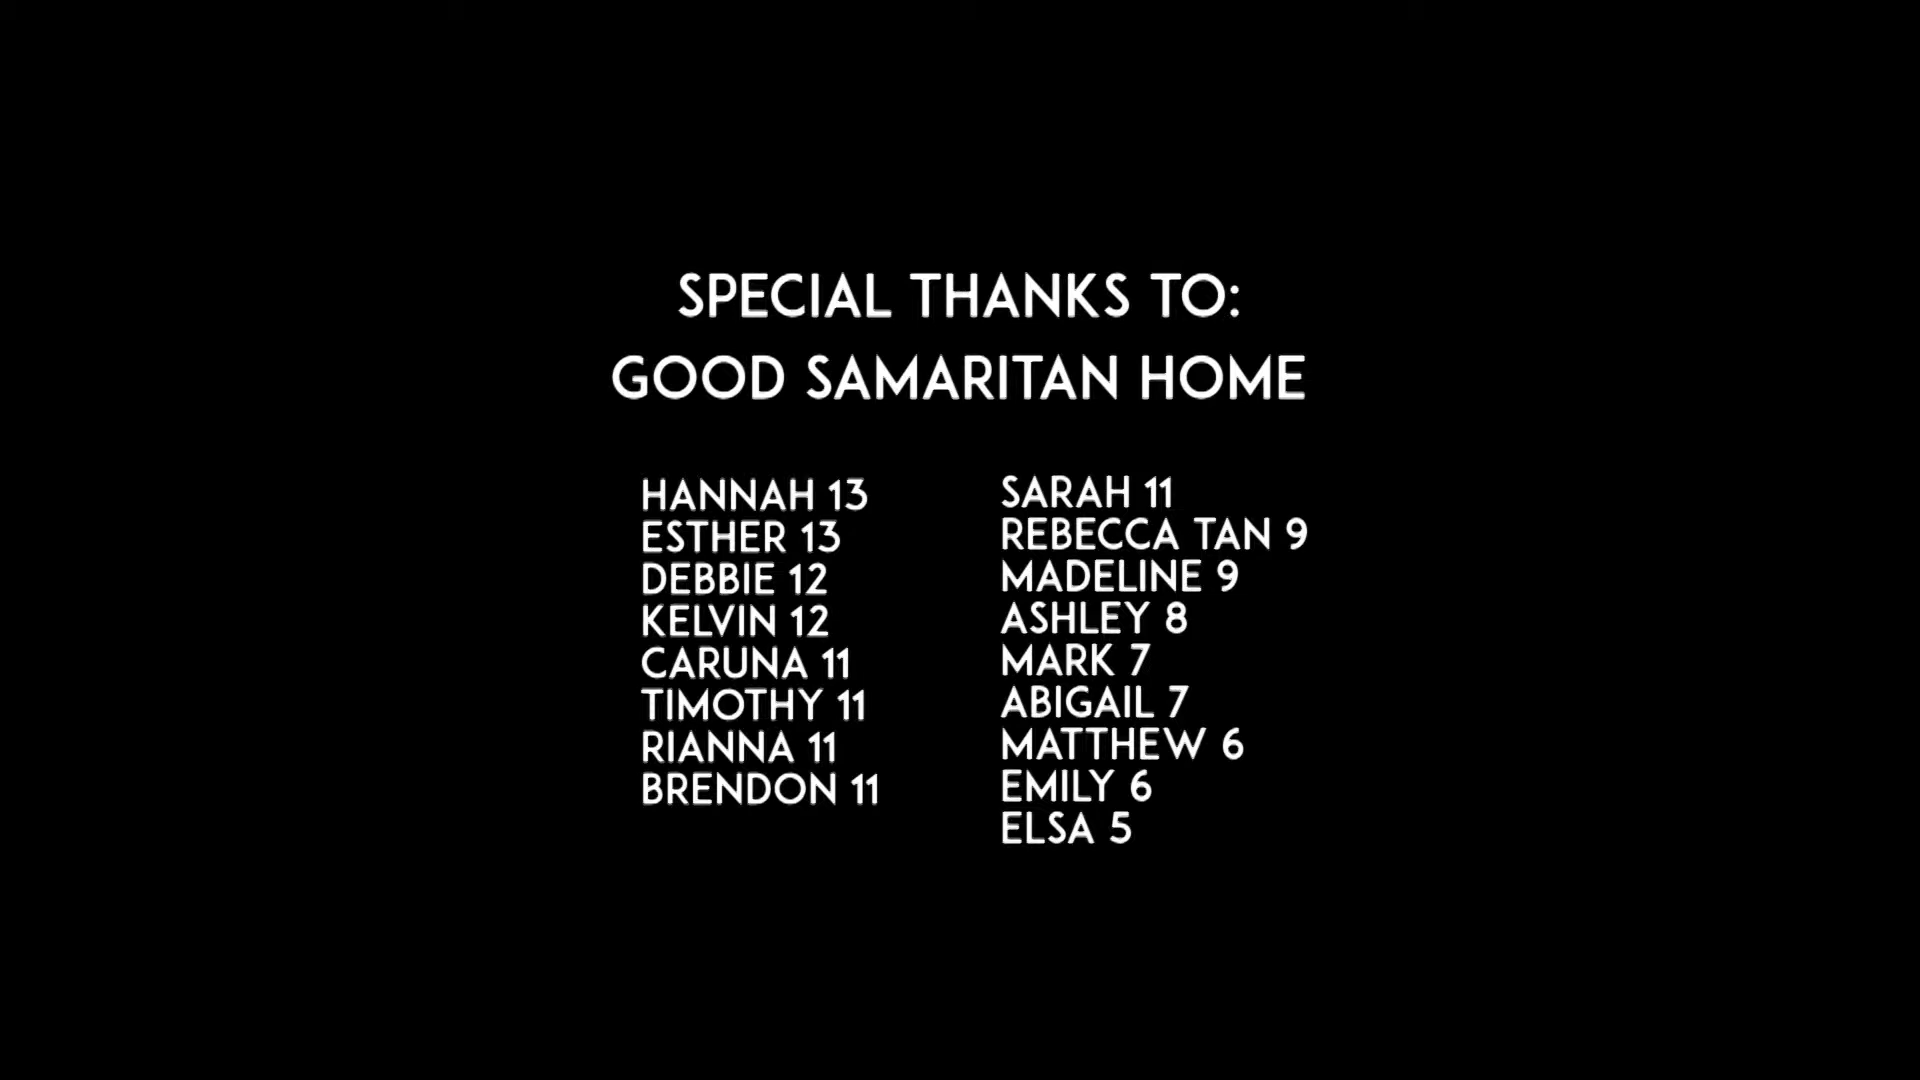 SPECIAL THANKS TO:
GOOD SAMARITAN HOME
HANNAH 13
ESTHER 13
DEBBIE 12
KELVIN 12
CARUNA 11
TIMOTHY 11
RIANNA 11
BRENDON 11
SARAH 11
REBECCA TAN 9
MADELINE 9
ASHLEY 8
MARK 7
ABIGAIL 7
MATTHEW 6
EMILY 6
ELSA 5